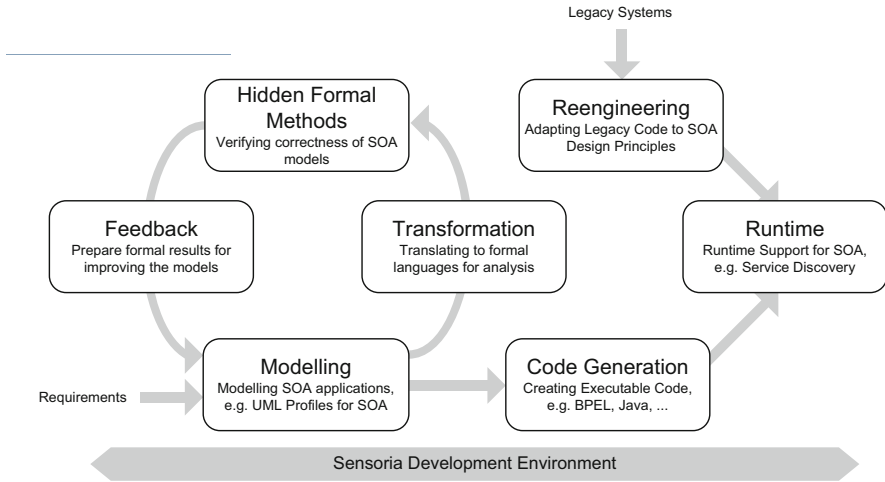 Legacy Systems
Hidden Formal
Methods
Verifying correctness of SOA
models
Reengineering
Adapting Legacy Code to SOA
Design Principles
Feedback
Prepare formal results for
improving the models
Transformation
Translating to formal
languages for analysis
Runtime
Runtime Support for SOA,
e.g. Service Discovery
Requirements
Modelling
Modelling SOA applications,
e.g. UML Profiles for SOA
Code Generation
Creating Executable Code,
e.g. BPEL, Java, ...
Sensoria Development Environment